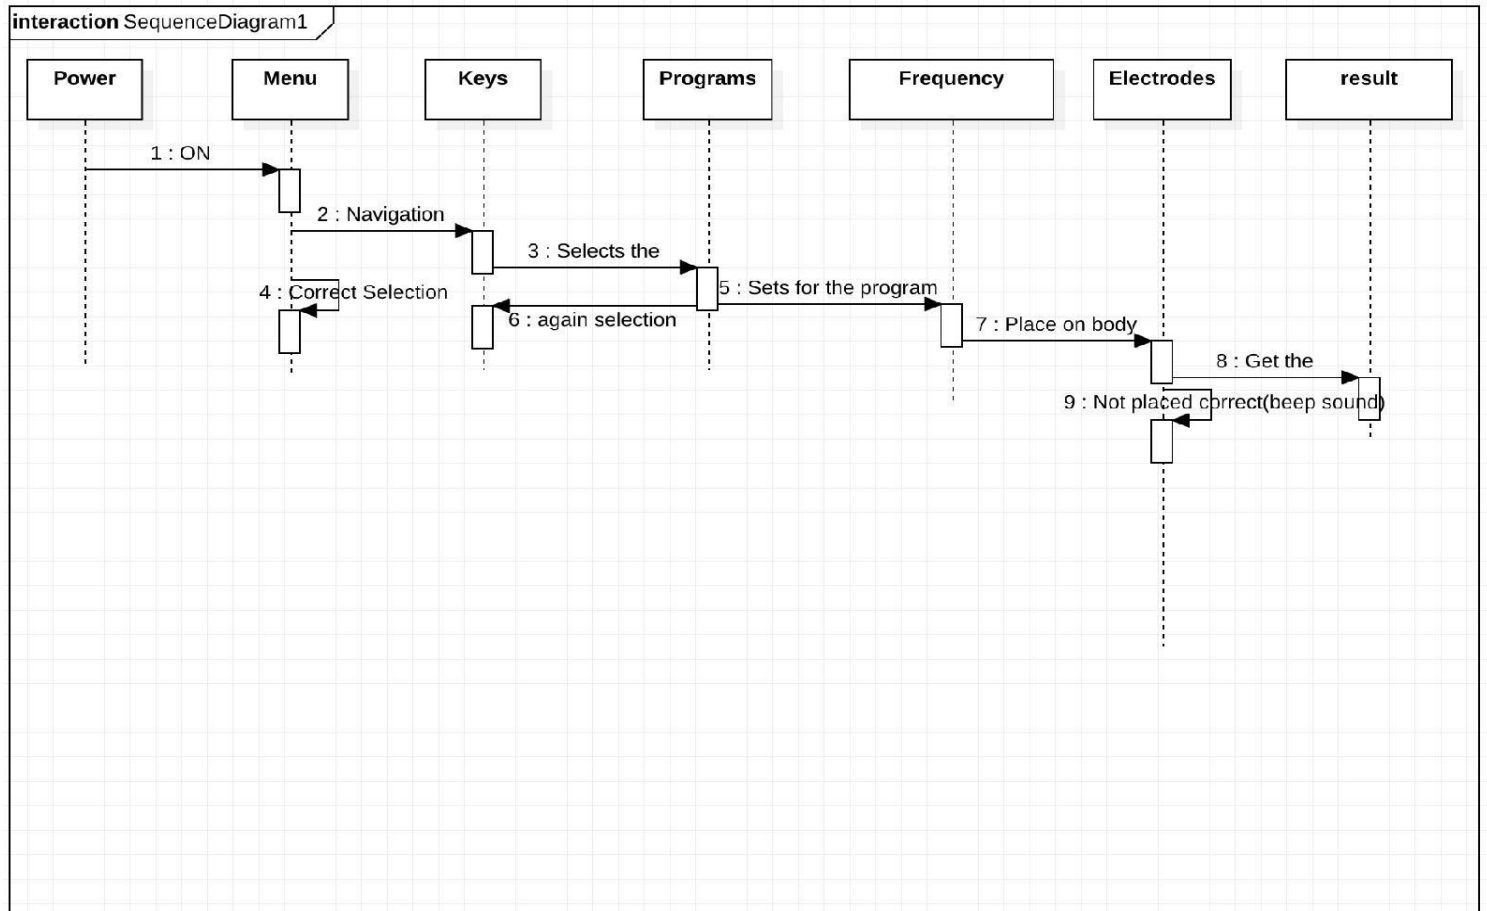 interaction SequenceDiagram1
Power
Menu
Keys
Programs
Frequency
Electrodes
result
1 : ON
2 : Navigation
3 : Selects the
4 : Correct Selection
5 : Sets for the program
6 : again selection
7 : Place on body
8 : Get the
9 : Not placed correct(beep sound)